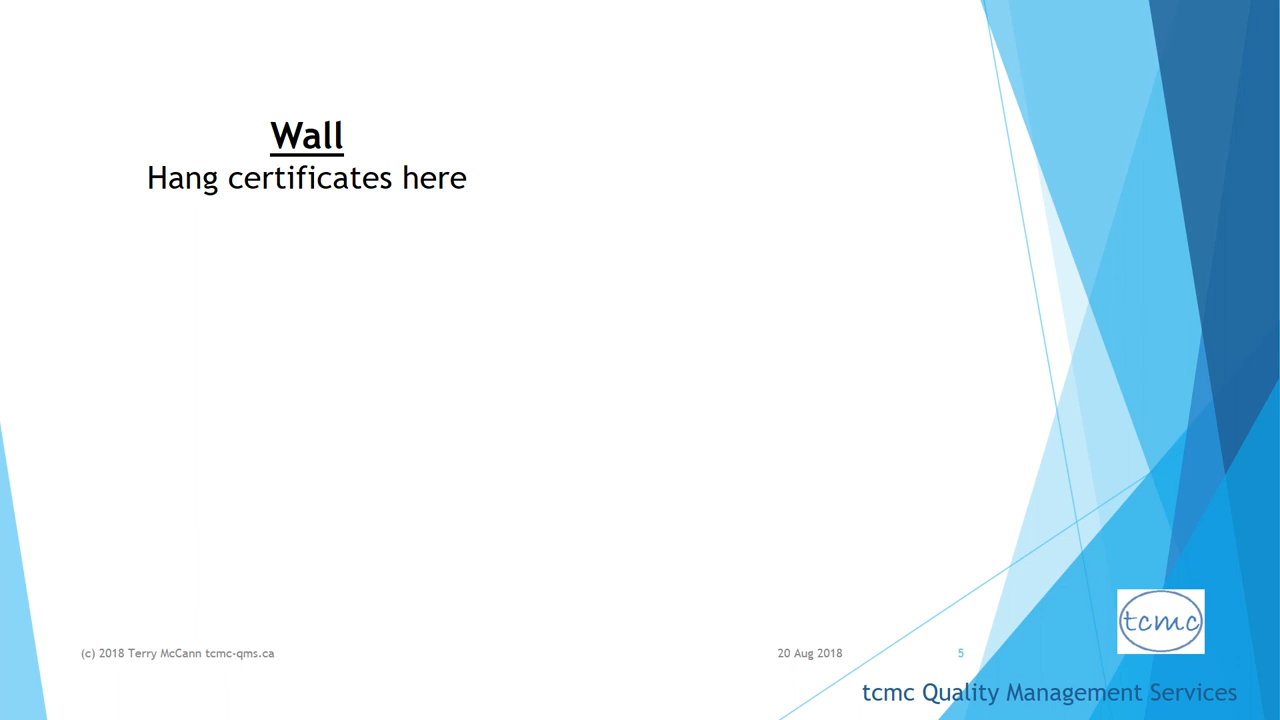 Wall
Hang certificates here
tcmc
(c) 2018 Terry McCann tcmc-qms.ca
20 Aug 2018
5
tcmc Quality Management Services